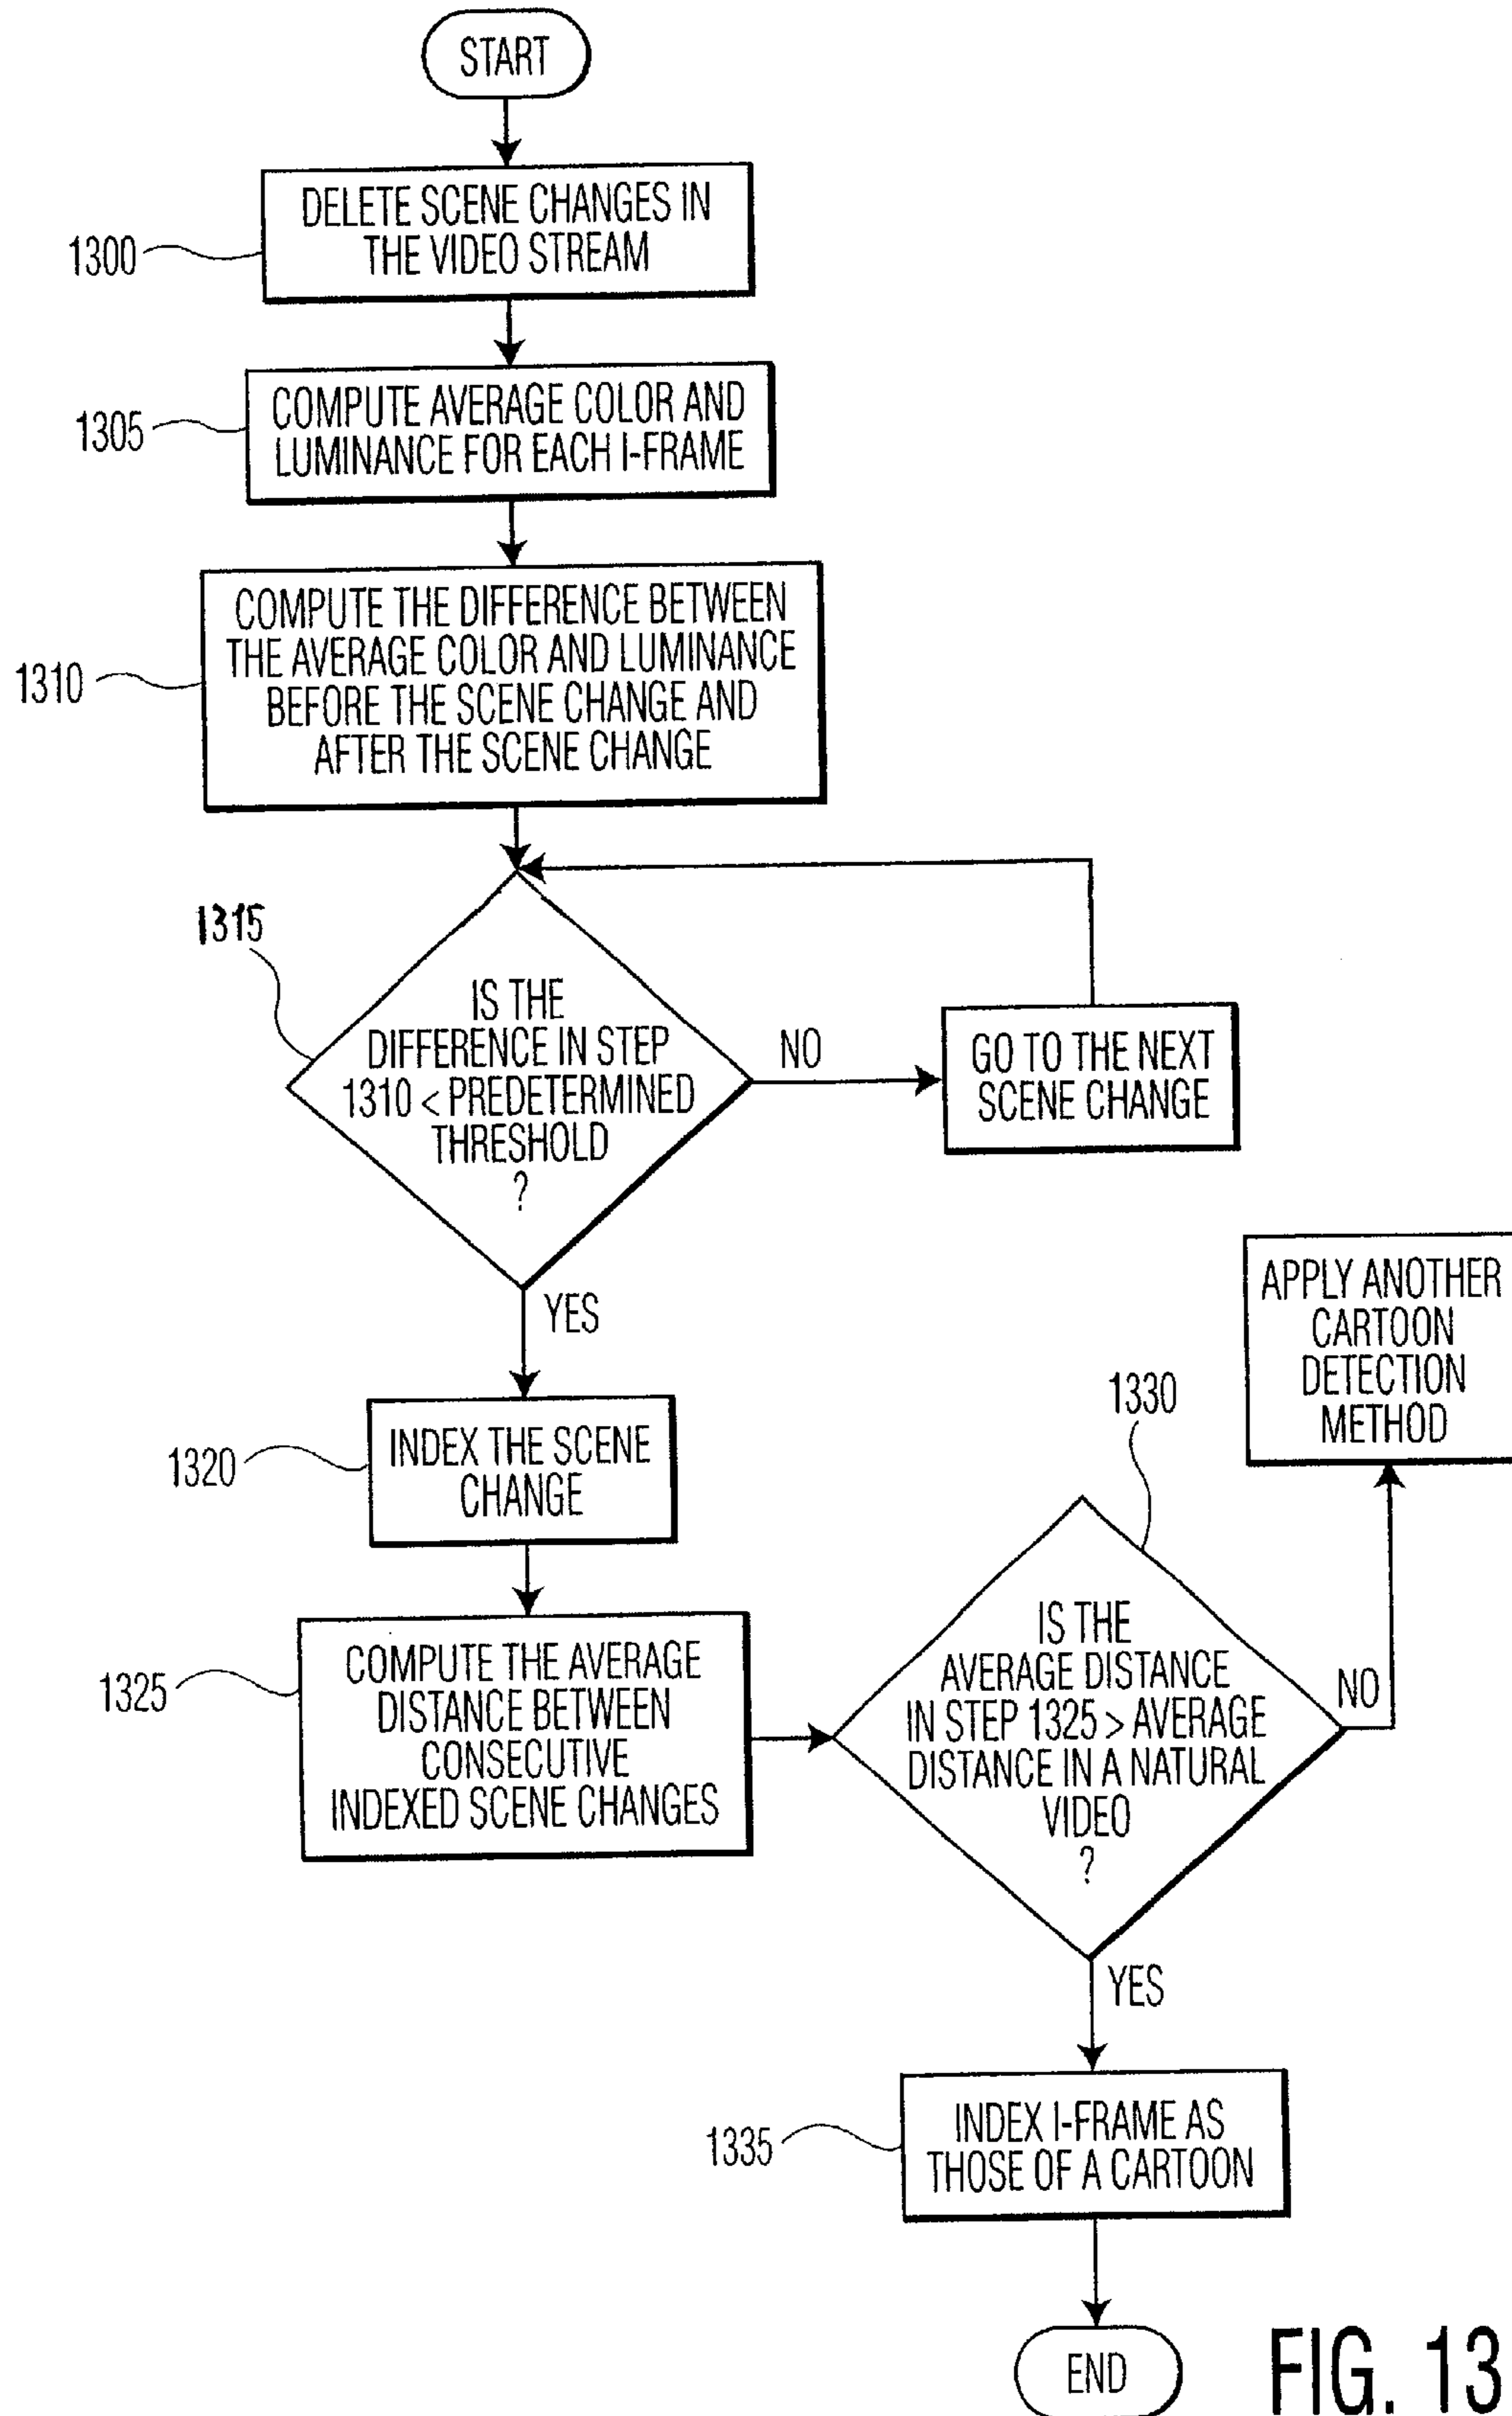 START
DELETE SCENE CHANGES IN
THE VIDEO STREAM
1300
COMPUTE AVERAGE COLOR AND
LUMINANCE FOR EACH I-FRAME
1305
COMPUTE THE DIFFERENCE BETWEEN
THE AVERAGE COLOR AND LUMINANCE
BEFORE THE SCENE CHANGE AND
AFTER THE SCENE CHANGE
1310
1315
IS THE
DIFFERENCE IN STEP
1310 < PREDETERMINED
THRESHOLD
?
NO
GO TO THE NEXT
SCENE CHANGE
YES
INDEX THE SCENE
CHANGE
1320
COMPUTE THE AVERAGE
DISTANCE BETWEEN
CONSECUTIVE
INDEXED SCENE CHANGES
1325
1330
IS THE
AVERAGE DISTANCE
IN STEP 1325 > AVERAGE
DISTANCE IN A NATURAL
VIDEO
?
NO
APPLY ANOTHER
CARTOON
DETECTION
METHOD
YES
INDEX I-FRAME AS
THOSE OF A CARTOON
1335
END
FIG. 13